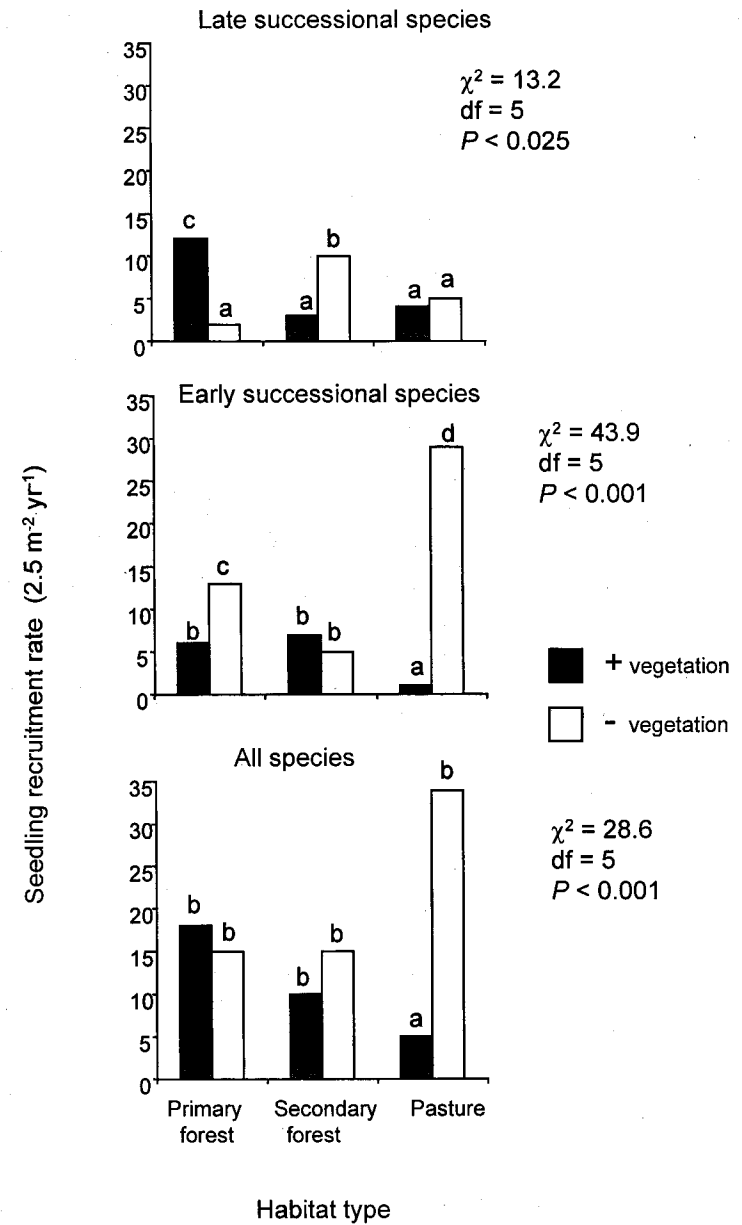 Late successional species
35
30
25
20
15
10
5
0
c
a
a
b
a
a
χ² = 13.2
df = 5
P < 0.025
Early successional species
35
30
25
20
15
10
5
0
b
c
b
b
a
d
χ² = 43.9
df = 5
P < 0.001
Seedling recruitment rate (2.5 m⁻² yr⁻¹)
+ vegetation
- vegetation
All species
35
30
25
20
15
10
5
0
b
b
b
b
a
b
χ² = 28.6
df = 5
P < 0.001
Primary
forest
Secondary
forest
Pasture
Habitat type